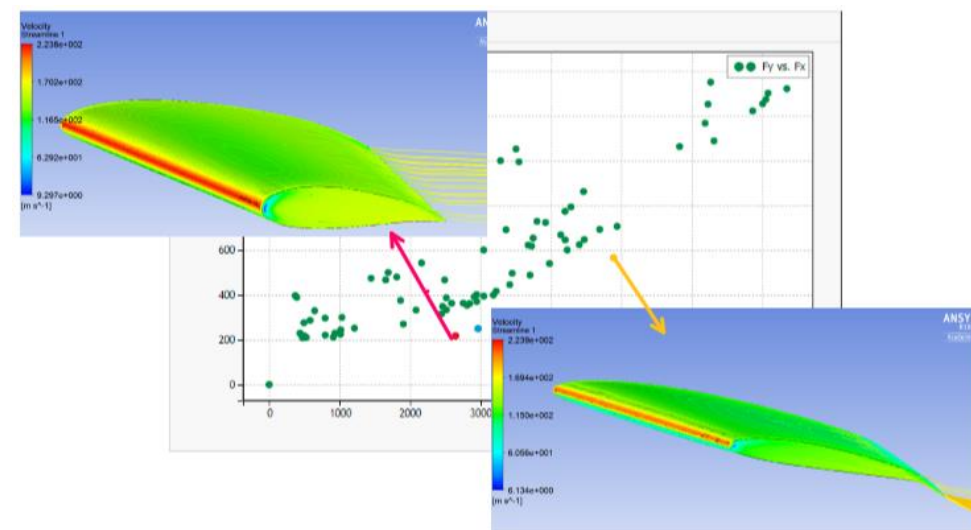 Velocity
Streamline 1
2.238e+002
1.702e+002
1.165e+002
6.292e+001
9.297e+000
[m s^-1]
AN
Fy vs. Fx
600
400
200
0
0
1000
2000
3000
Velocity
Streamline 1
2.239e+002
1.694e+002
1.150e+002
6.056e+001
6.134e+000
[m s^-1]
ANSY